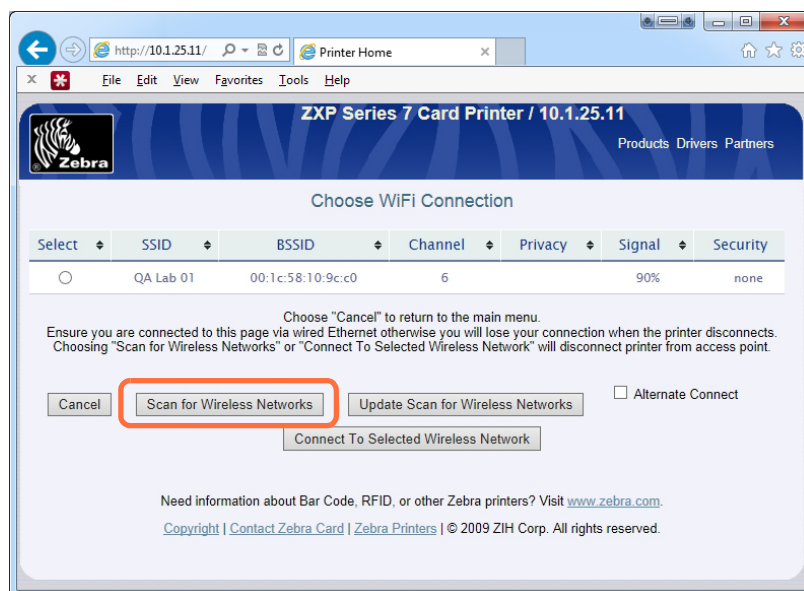 http://10.1.25.11/
Printer Home
File Edit View Favorites Tools Help
Zebra
ZXP Series 7 Card Printer / 10.1.25.11
Products Drivers Partners
Choose WiFi Connection
Select SSID BSSID Channel Privacy Signal Security
QA Lab 01 00:1c:58:10:9c:c0 6 90% none
Choose "Cancel" to return to the main menu.
Ensure you are connected to this page via wired Ethernet otherwise you will lose your connection when the printer disconnects.
Choosing "Scan for Wireless Networks" or "Connect To Selected Wireless Network" will disconnect printer from access point.
Cancel Scan for Wireless Networks Update Scan for Wireless Networks Alternate Connect
Connect To Selected Wireless Network
Need information about Bar Code, RFID, or other Zebra printers? Visit www.zebra.com.
Copyright | Contact Zebra Card | Zebra Printers | © 2009 ZIH Corp. All rights reserved.